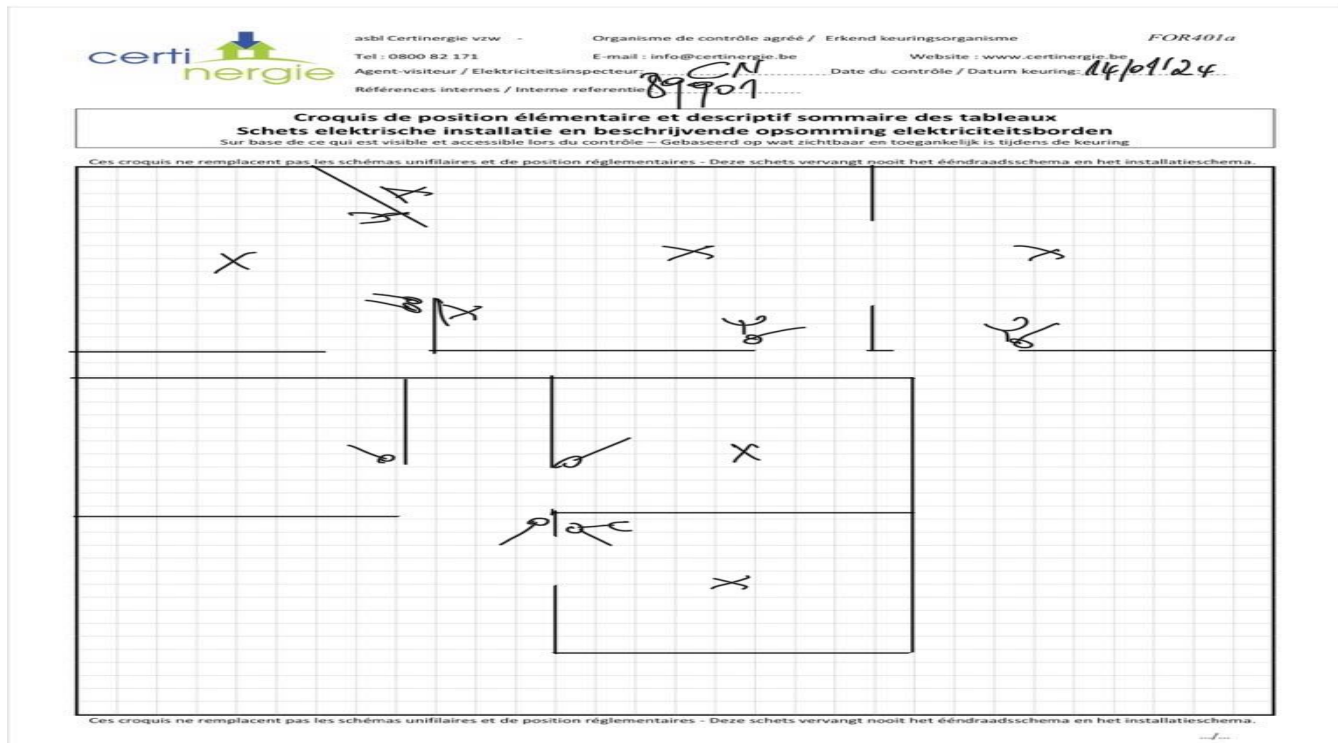 certi
nergie
asbl Certinergie vzw - Organisme de contrôle agréé / Erkend keuringsorganisme FOR401a
Tel : 0800 82 171 E-mail : info@certinergie.be Website : www.certinergie.be
Agent-visiteur / Elektriciteitsinspecteur: CN Date du contrôle / Datum keuring: 14/01/24
Références internes / Interne referentie 89901
Croquis de position élémentaire et descriptif sommaire des tableaux
Schets elektrische installatie en beschrijvende opsomming elektriciteitsborden
Sur base de ce qui est visible et accessible lors du contrôle – Gebaseerd op wat zichtbaar en toegankelijk is tijdens de keuring
Ces croquis ne remplacent pas les schémas unifilaires et de position réglementaires - Deze schets vervangt nooit het ééndraadsschema en het installatieschema.
Ces croquis ne remplacent pas les schémas unifilaires et de position réglementaires - Deze schets vervangt nooit het ééndraadsschema en het installatieschema.
.../...